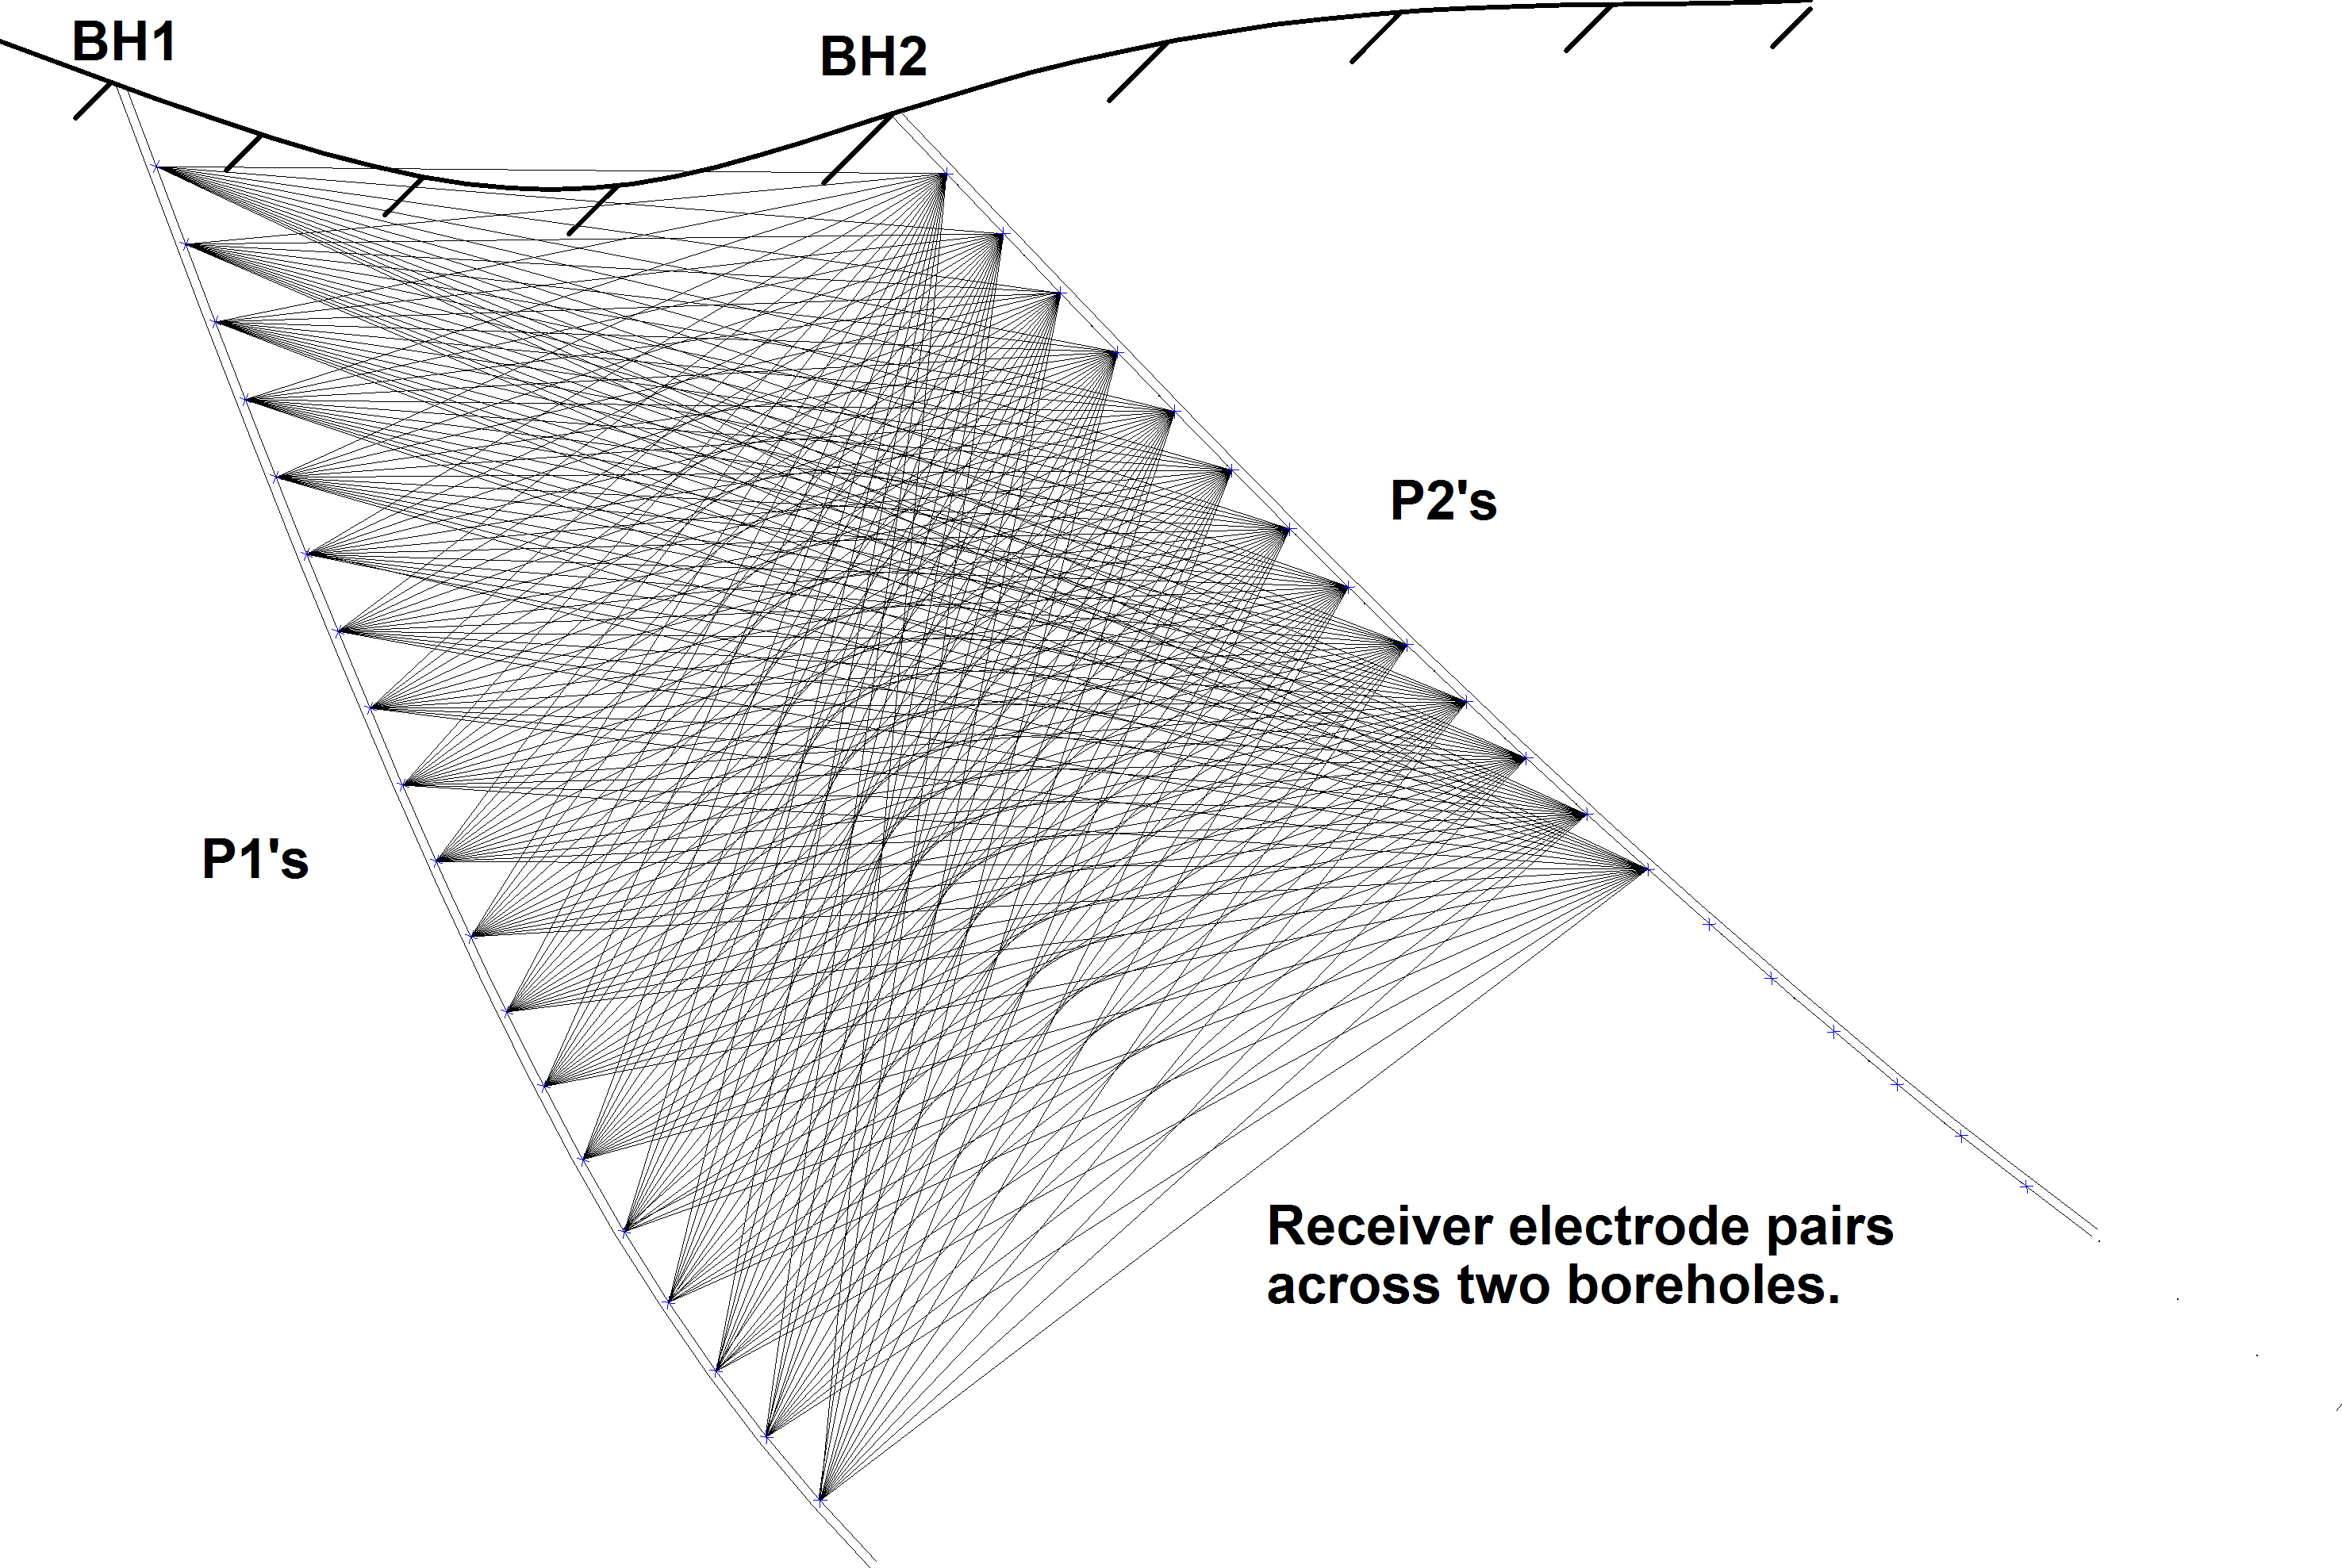 BH1
BH2
P2's
P1's
Receiver electrode pairs
across two boreholes.